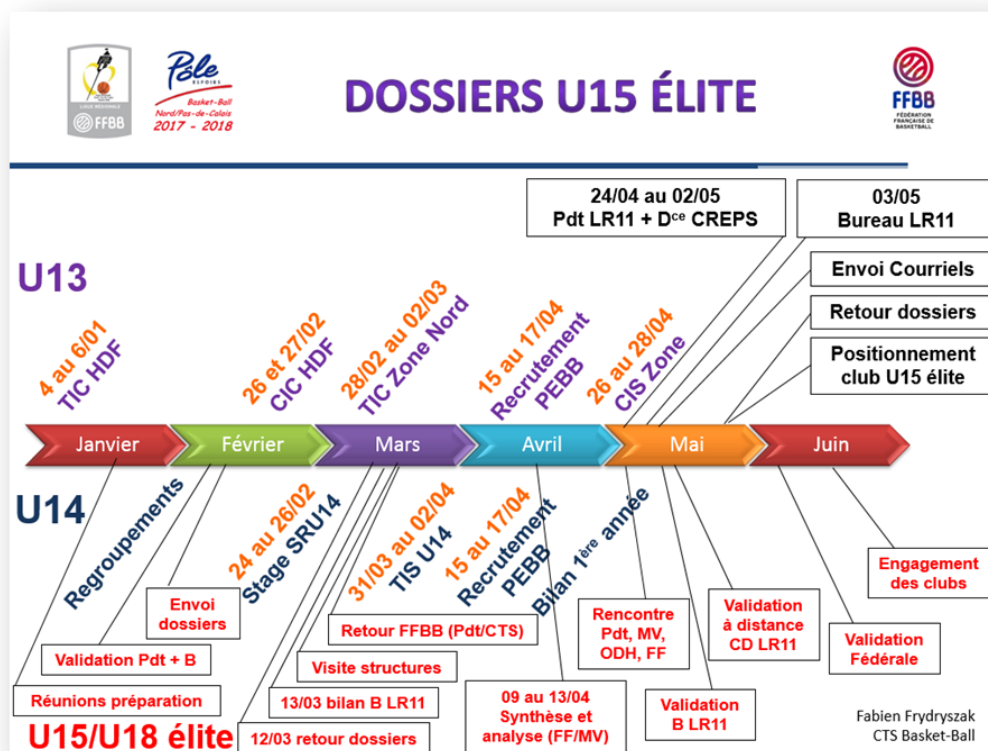 LIGUE RÉGIONALE
FFBB
Pôle
ESPOIRS
Basket-Ball
Nord/Pas-de-Calais
2017 - 2018
DOSSIERS U15 ÉLITE
FFBB
FÉDÉRATION
FRANÇAISE DE
BASKETBALL
24/04 au 02/05
Pdt LR11 + Dce CREPS
03/05
Bureau LR11
Envoi Courriels
Retour dossiers
Positionnement
club U15 élite
U13
4 au 6/01
TIC HDF
26 et 27/02
CIC HDF
28/02 au 02/03
TIC Zone Nord
15 au 17/04
Recrutement
PEBB
26 au 28/04
CIS Zone
Janvier
Février
Mars
Avril
Mai
Juin
U14
Regroupements
24 au 26/02
Stage SRU14
31/03 au 02/04
TIS U14
15 au 17/04
Recrutement
PEBB
Bilan 1ère année
Envoi
dossiers
Validation Pdt + B
Réunions préparation
Retour FFBB (Pdt/CTS)
Visite structures
13/03 bilan B LR11
12/03 retour dossiers
09 au 13/04
Synthèse et
analyse (FF/MV)
Rencontre
Pdt, MV,
ODH, FF
Validation
B LR11
Validation
à distance
CD LR11
Validation
Fédérale
Engagement
des clubs
U15/U18 élite
Fabien Frydryszak
CTS Basket-Ball